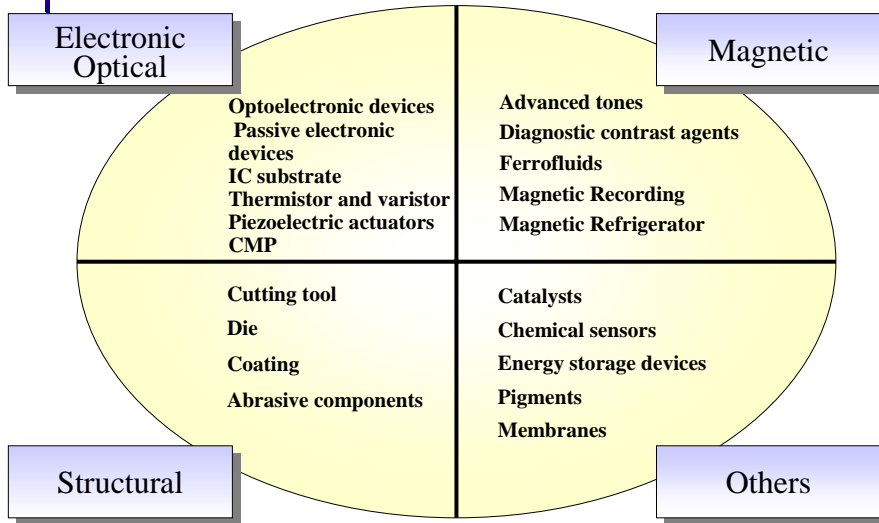 Electronic
Optical
Optoelectronic devices
Passive electronic
devices
IC substrate
Thermistor and varistor
Piezoelectric actuators
CMP
Magnetic
Advanced tones
Diagnostic contrast agents
Ferrofluids
Magnetic Recording
Magnetic Refrigerator
Cutting tool
Die
Coating
Abrasive components
Structural
Catalysts
Chemical sensors
Energy storage devices
Pigments
Membranes
Others